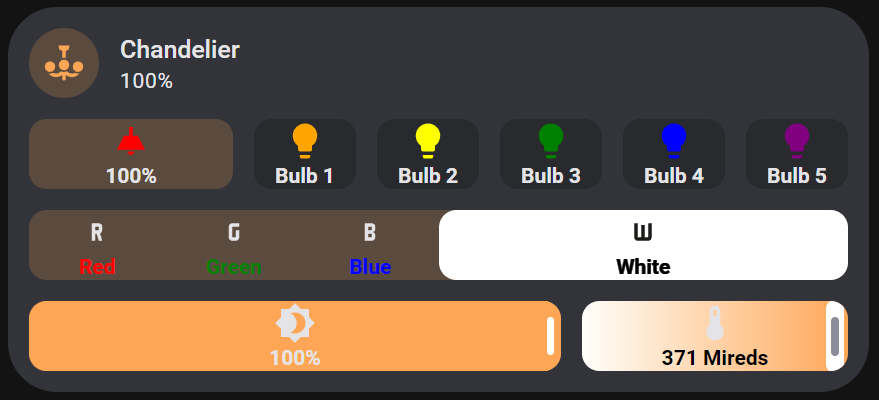 Chandelier
100%
100%
Bulb 1
Bulb 2
Bulb 3
Bulb 4
Bulb 5
R
G
B
W
Red
Green
Blue
White
100%
371 Mireds